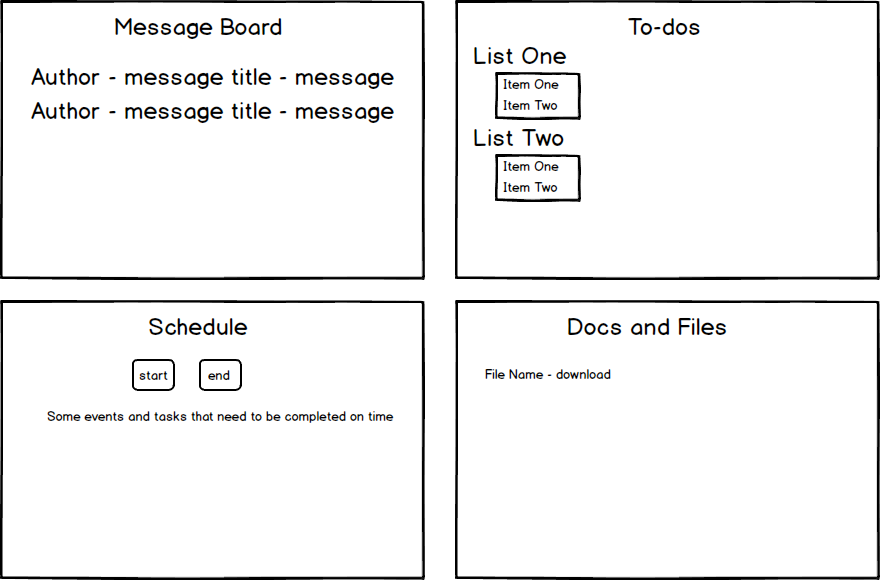 Message Board
Author - message title - message
Author - message title - message
To-dos
List One
Item One
Item Two
List Two
Item One
Item Two
Schedule
start end
Some events and tasks that need to be completed on time
Docs and Files
File Name - download